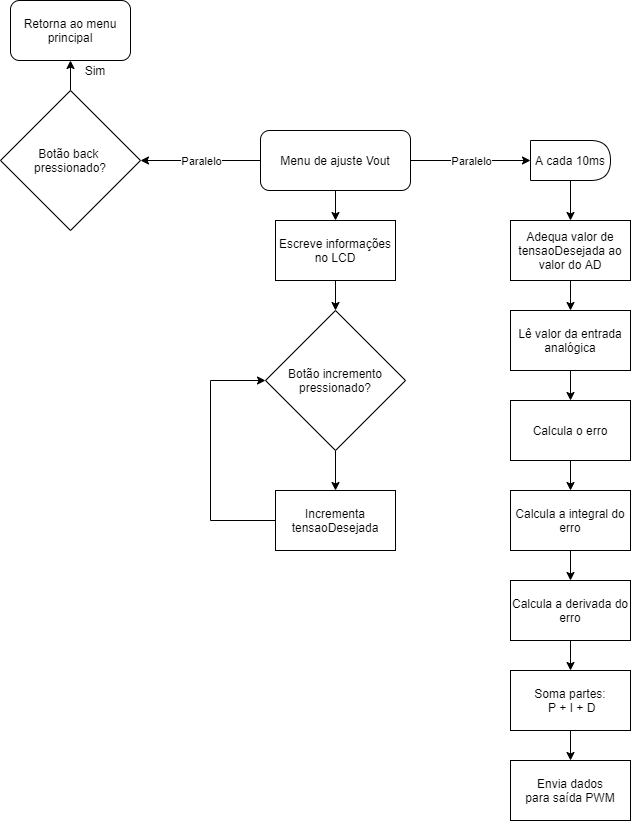 Retorna ao menu
principal
Sim
Botão back
pressionado?
Paralelo
Menu de ajuste Vout
Paralelo
A cada 10ms
Escreve informações
no LCD
Botão incremento
pressionado?
Incrementa
tensaoDesejada
Adequa valor de
tensaoDesejada ao
valor do AD
Lê valor da entrada
analógica
Calcula o erro
Calcula a integral do
erro
Calcula a derivada do
erro
Soma partes:
P + I + D
Envia dados
para saída PWM